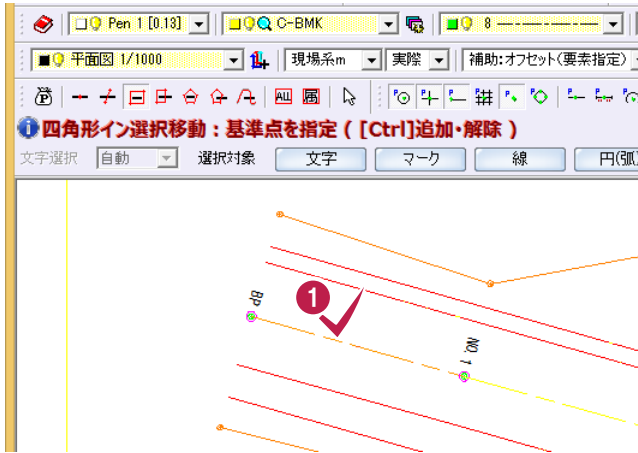 Pen 1 [0.13] C-BMK 8
平面図 1/1000 現場系m 実際 補助:オフセット(要素指定)
ALL
四角形イン選択移動:基準点を指定 ( [Ctrl]追加・解除 )
文字選択 自動 選択対象 文字 マーク 線 円(弧)
BP
1
NO. 1